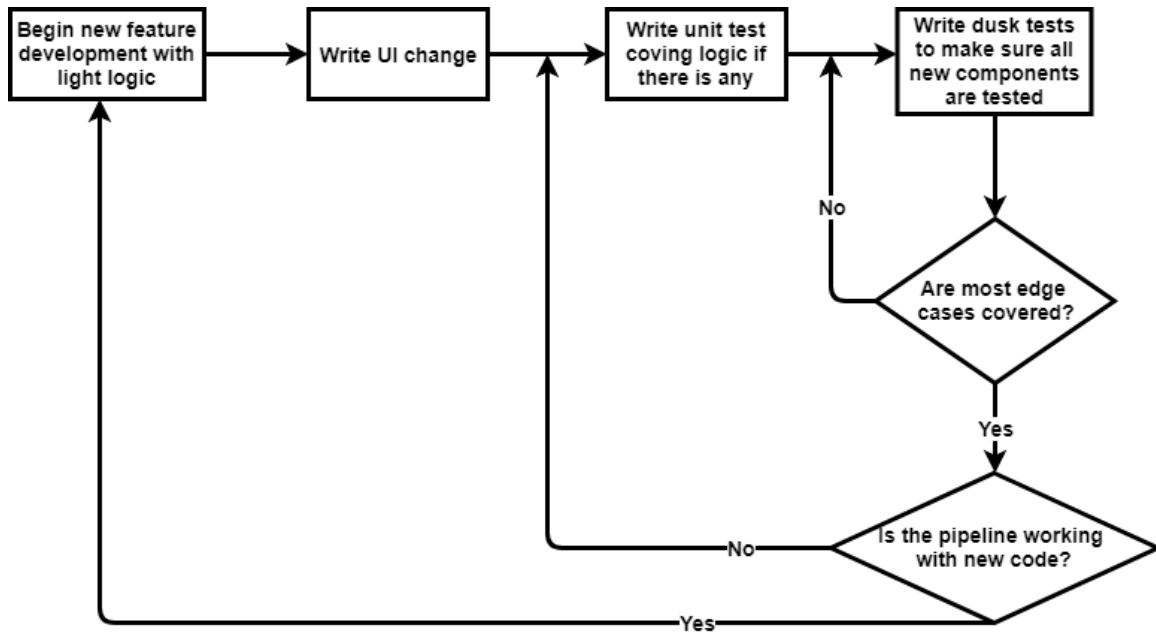 Begin new feature
development with
light logic
Write UI change
Write unit test
coving logic if
there is any
Write dusk tests
to make sure all
new components
are tested
No
Are most edge
cases covered?
Yes
Is the pipeline working
with new code?
No
Yes